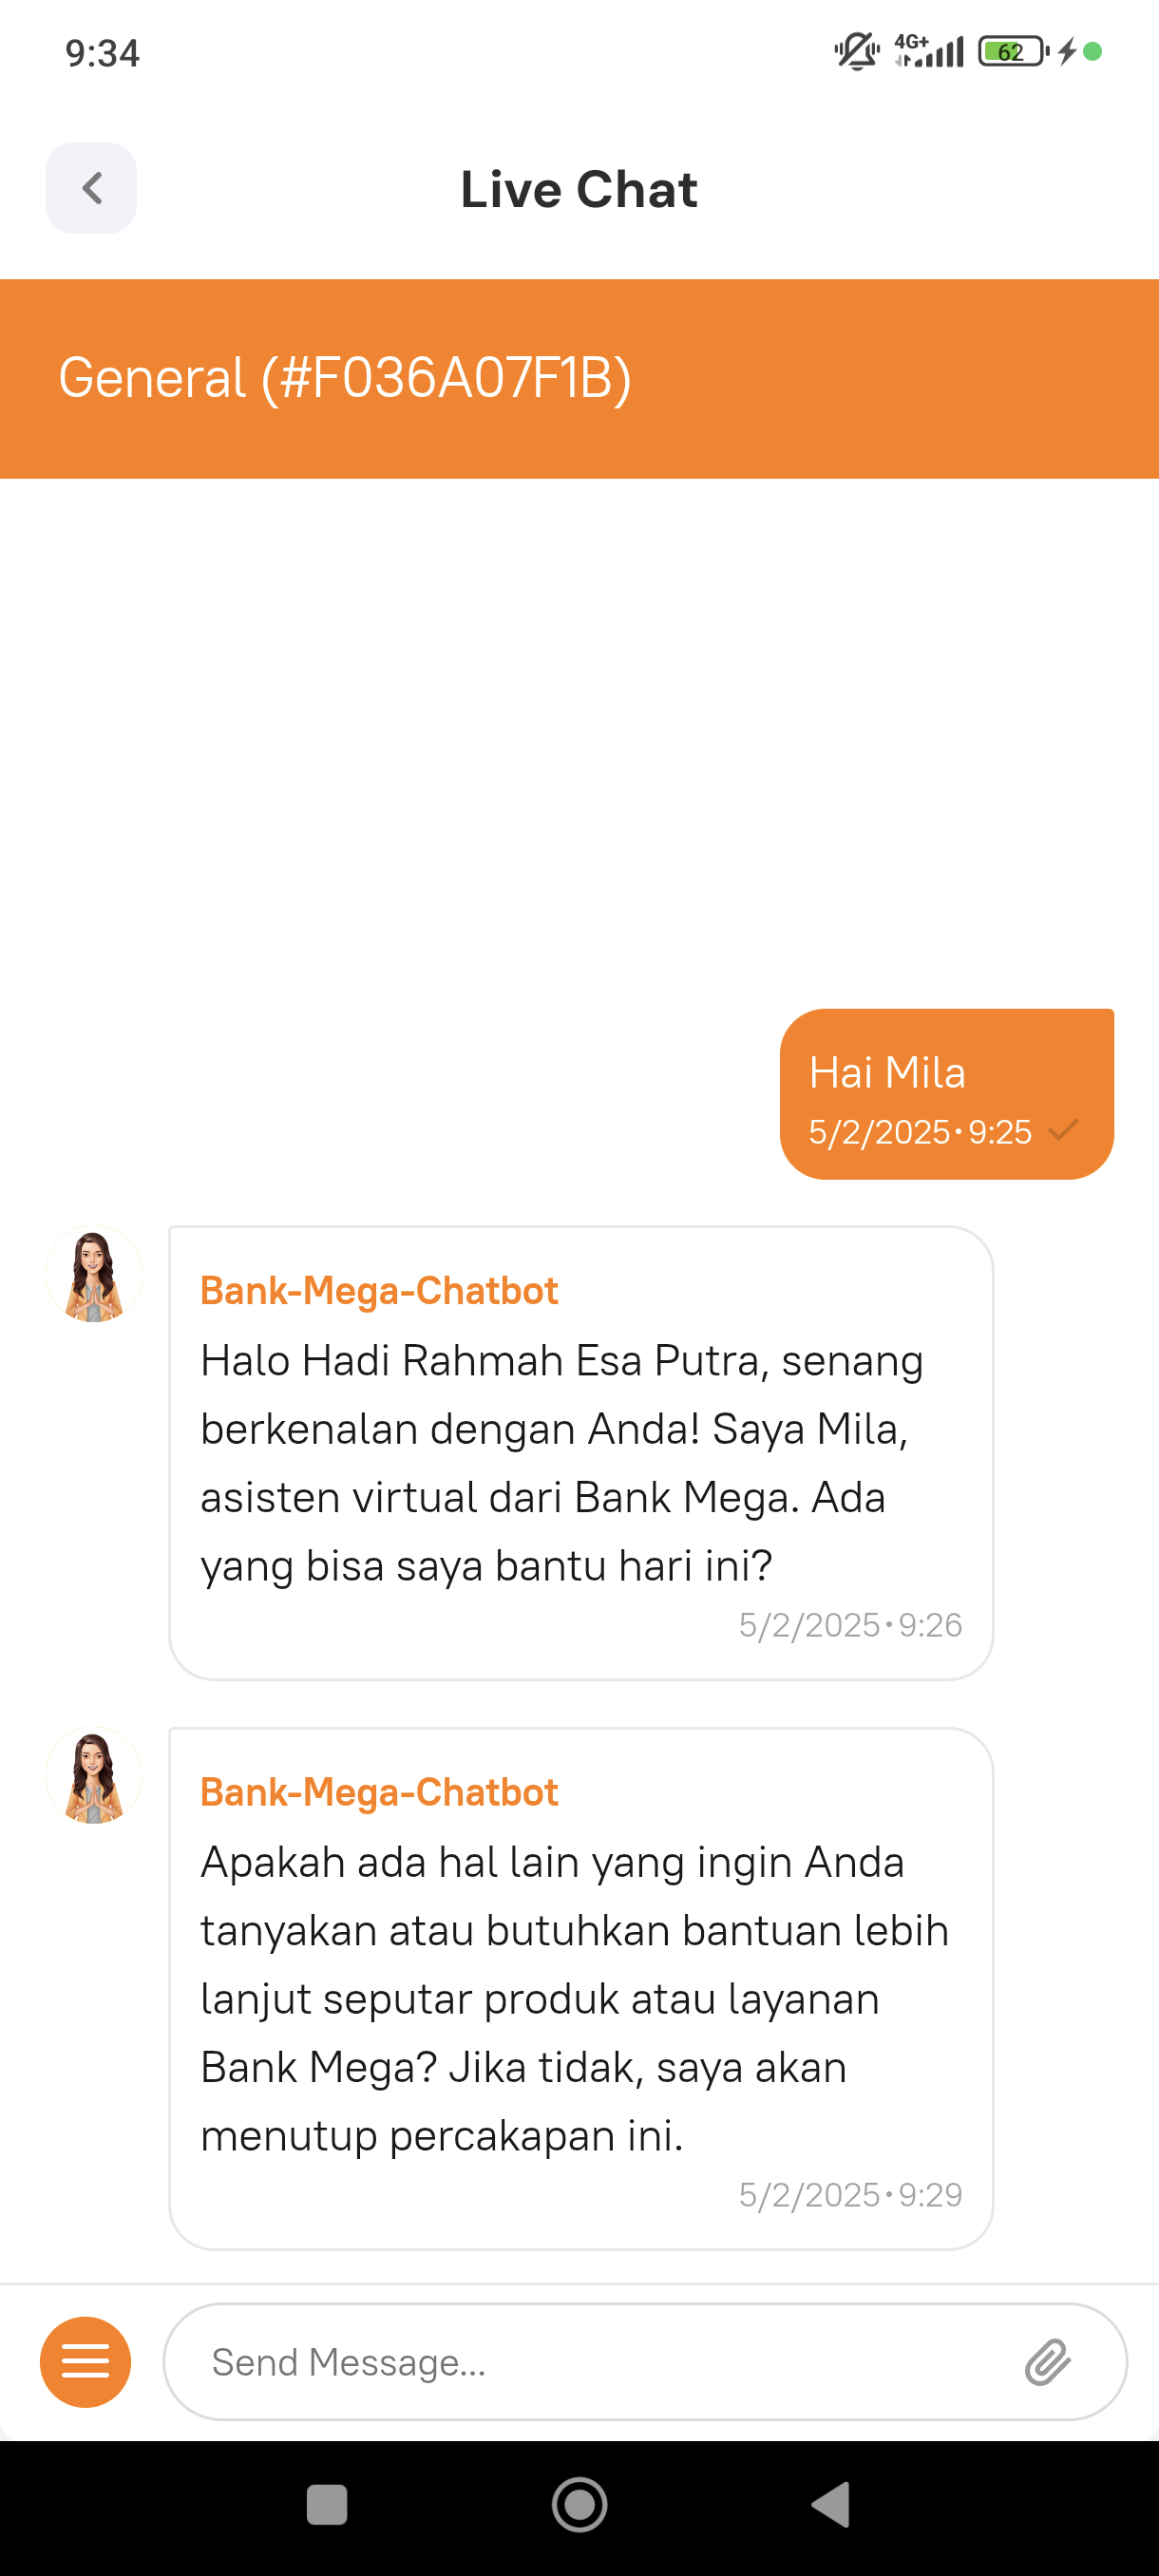 9:34
4G+
62
Live Chat
General (#F036A07F1B)
Hai Mila
5/2/2025•9:25
Bank-Mega-Chatbot
Halo Hadi Rahmah Esa Putra, senang
berkenalan dengan Anda! Saya Mila,
asisten virtual dari Bank Mega. Ada
yang bisa saya bantu hari ini?
5/2/2025•9:26
Bank-Mega-Chatbot
Apakah ada hal lain yang ingin Anda
tanyakan atau butuhkan bantuan lebih
lanjut seputar produk atau layanan
Bank Mega? Jika tidak, saya akan
menutup percakapan ini.
5/2/2025•9:29
Send Message...